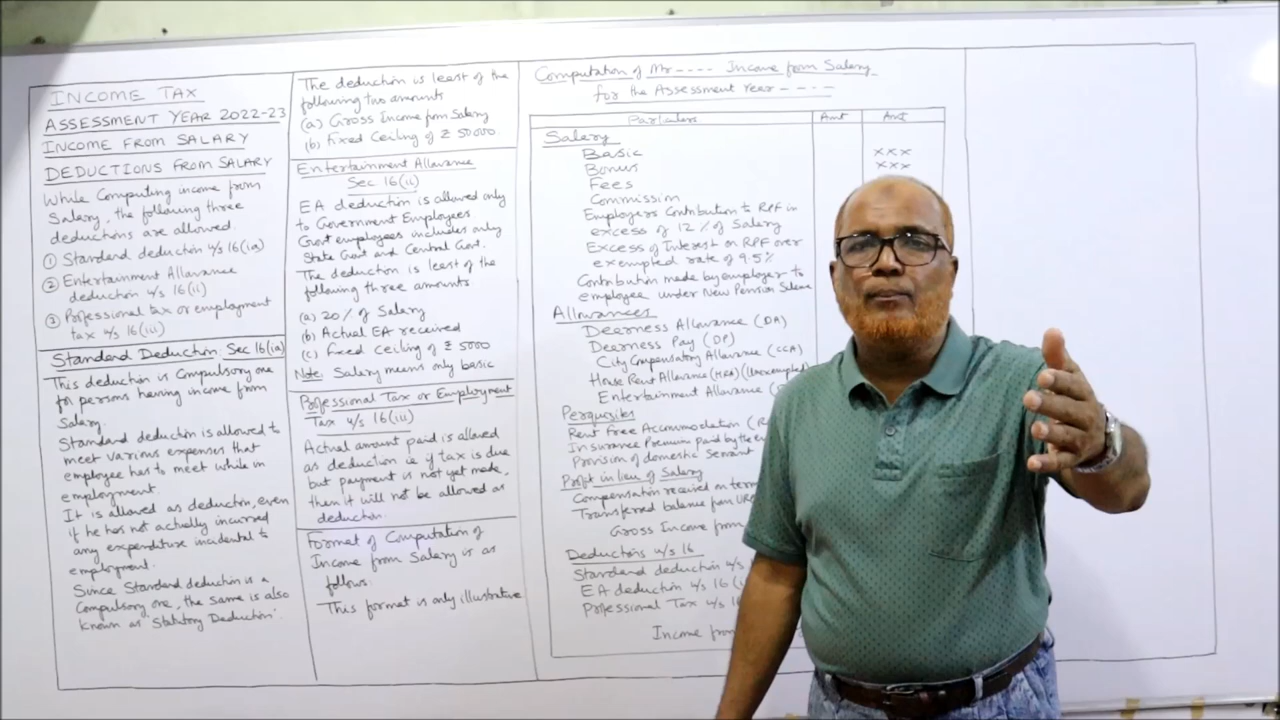 INCOME TAX
ASSESSMENT YEAR 2022-23
INCOME FROM SALARY
DEDUCTIONS FROM SALARY
While Computing income from
Salary, the following three
deductions are allowed.
① Standard deduction u/s 16(ia)
② Entertainment Allowance
deduction u/s 16(ii)
③ Professional tax or employment
tax u/s 16(iii)
Standard Deduction: Sec 16(ia)
This deduction is Compulsory one
for persons having income from
Salary.
Standard deduction is allowed to
meet various expenses that
employee has to meet while in
employment.
It is allowed as deduction, even
if he has not actually incurred
any expenditure incidental to
employment.
Since Standard deduction is a
Compulsory one, the same is also
known as 'Statutory Deduction'.
The deduction is least of the
following two amounts
(a) Gross Income from Salary
(b) Fixed Ceiling of ₹ 50000.
Entertainment Allowance
Sec 16(ii)
EA deduction is allowed only
to Government Employees.
Govt employees includes only
State Govt and Central Govt.
The deduction is least of the
following three amounts
(a) 20% of Salary
(b) Actual EA received
(c) Fixed Ceiling of ₹ 5000
Note: Salary means only basic
Professional Tax or Employment
Tax u/s 16(iii)
Actual amount paid is allowed
as deduction ie if tax is due
but payment is not yet made,
then it will not be allowed as
deduction.
Format of Computation of
Income from Salary is as
follows:
This format is only illustrative
Computation of Mr---- Income from Salary
for the Assessment Year ----
Particulars Amt Amt
Salary
Basic xxx
Bonus xxx
Fees
Commission
Employers Contribution to RPF in
excess of 12% of Salary
Excess of Interest on RPF over
exempted rate of 9.5%
Contribution made by employer to
employee under New Pension Scheme
Allowances
Dearness Allowance (DA)
Dearness Pay (DP)
City Compensatory Allowance (CCA)
House Rent Allowance (HRA) (Unexempted)
Entertainment Allowance
Perquisites
Rent Free Accommodation
Insurance Premium paid by the
Provision of domestic Servant
Profit in lieu of Salary
Compensation received on
Transferred balance from
Gross Income from
Deductions u/s 16
Standard deduction u/s
EA deduction u/s 16
Professional Tax u/s 16
Income from